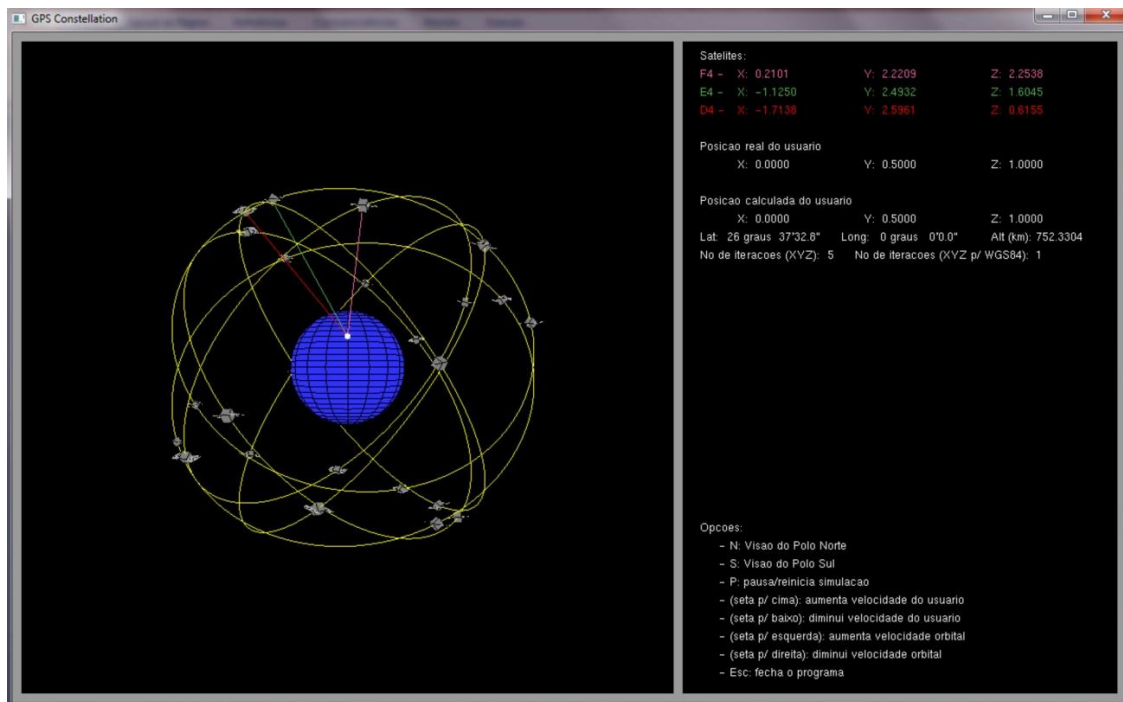 GPS Constellation
Satelites:
F4 - X: 0.2101 Y: 2.2209 Z: 2.2538
E4 - X: -1.1250 Y: 2.4932 Z: 1.6045
D4 - X: -1.7138 Y: 2.5961 Z: 0.6155
Posicao real do usuario
X: 0.0000 Y: 0.5000 Z: 1.0000
Posicao calculada do usuario
X: 0.0000 Y: 0.5000 Z: 1.0000
Lat: 26 graus 37'32.8" Long: 0 graus 0'0.0" Alt (km): 752.3304
No de iteracoes (XYZ): 5 No de iteracoes (XYZ p/ WGS84): 1
Opcoes:
- N: Visao do Polo Norte
- S: Visao do Polo Sul
- P: pausa/reinicia simulacao
- (seta p/ cima): aumenta velocidade do usuario
- (seta p/ baixo): diminui velocidade do usuario
- (seta p/ esquerda): aumenta velocidade orbital
- (seta p/ direita): diminui velocidade orbital
- Esc: fecha o programa